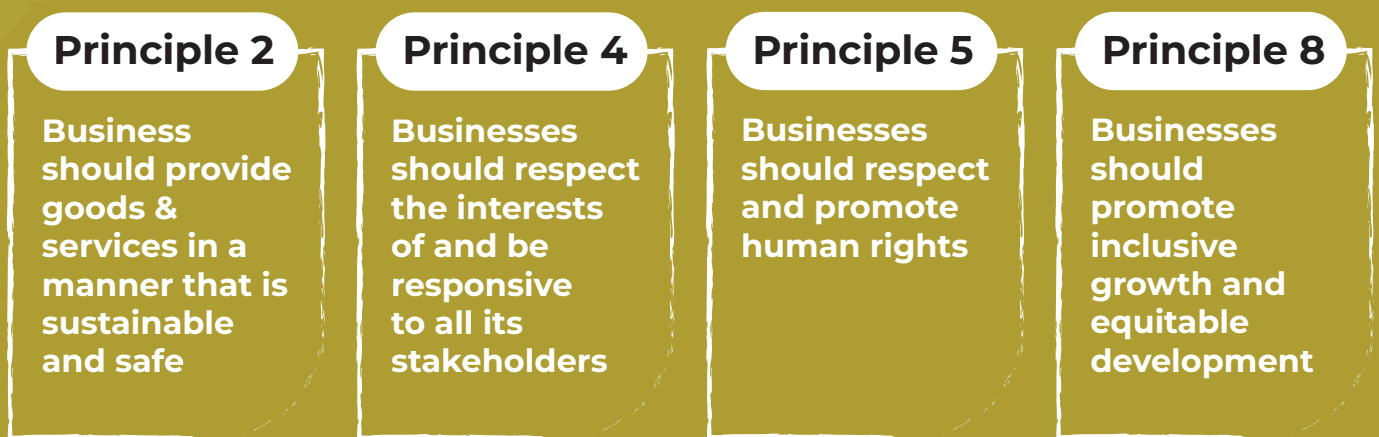 Principle 2
Business
should provide
goods &
services in a
manner that is
sustainable
and safe
Principle 4
Businesses
should respect
the interests
of and be
responsive
to all its
stakeholders
Principle 5
Businesses
should respect
and promote
human rights
Principle 8
Businesses
should
promote
inclusive
growth and
equitable
development